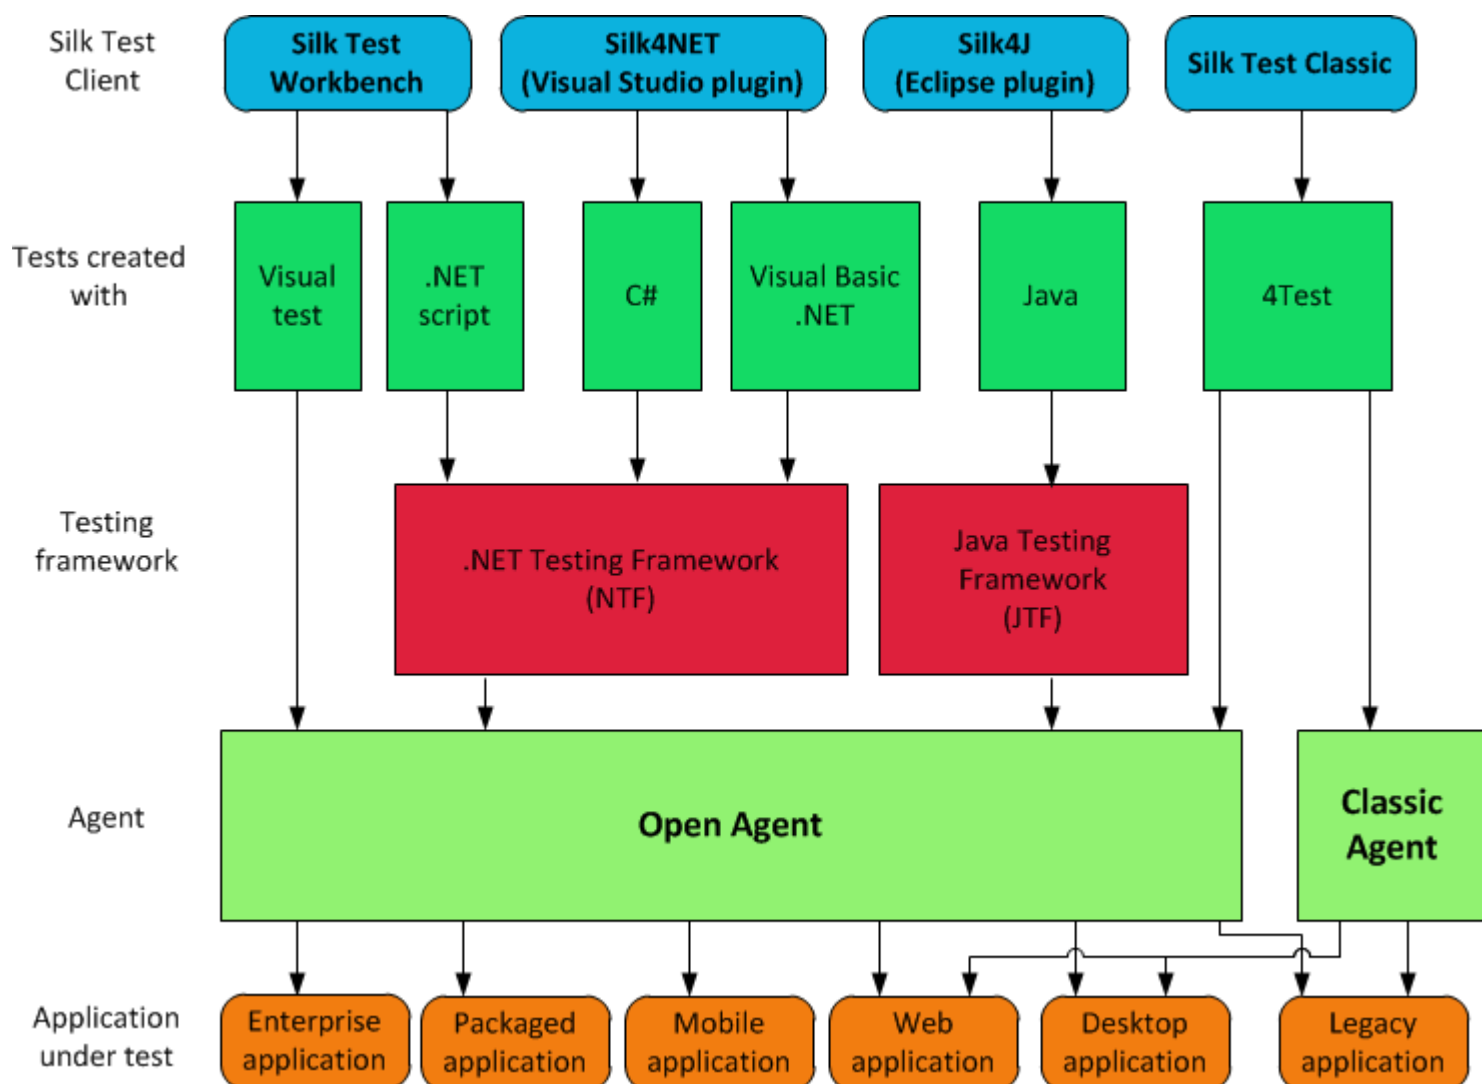 Silk Test
Client
Silk Test
Workbench
Silk4NET
(Visual Studio plugin)
Silk4J
(Eclipse plugin)
Silk Test Classic
Tests created
with
Visual
test
.NET
script
C#
Visual Basic
.NET
Java
4Test
Testing
framework
.NET Testing Framework
(NTF)
Java Testing
Framework
(JTF)
Agent
Open Agent
Classic
Agent
Application
under test
Enterprise
application
Packaged
application
Mobile
application
Web
application
Desktop
application
Legacy
application